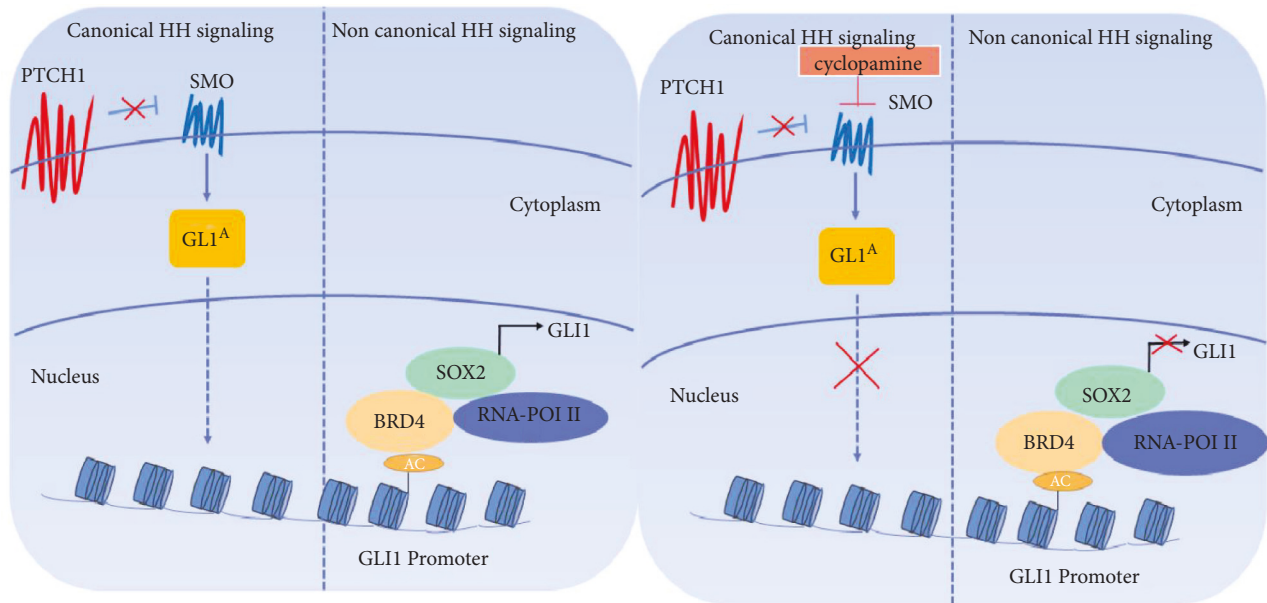 Canonical HH signaling
Non canonical HH signaling
PTCH1
SMO
Cytoplasm
GL1A
GLI1
Nucleus
SOX2
BRD4
RNA-POI II
AC
GLI1 Promoter
Canonical HH signaling
Non canonical HH signaling
cyclopamine
PTCH1
SMO
Cytoplasm
GL1A
GLI1
Nucleus
SOX2
BRD4
RNA-POI II
AC
GLI1 Promoter